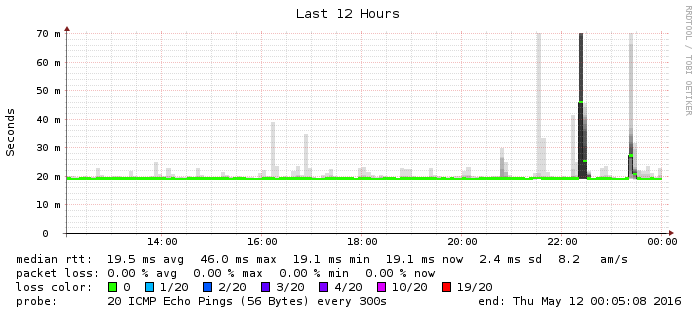 Last 12 Hours
RRDTOOL / TOBI OETIKER
Seconds
70 m
60 m
50 m
40 m
30 m
20 m
10 m
0
14:00 16:00 18:00 20:00 22:00 00:00
median rtt: 19.5 ms avg 46.0 ms max 19.1 ms min 19.1 ms now 2.4 ms sd 8.2 am/s
packet loss: 0.00 % avg 0.00 % max 0.00 % min 0.00 % now
loss color: 0 1/20 2/20 3/20 4/20 10/20 19/20
probe: 20 ICMP Echo Pings (56 Bytes) every 300s end: Thu May 12 00:05:08 2016